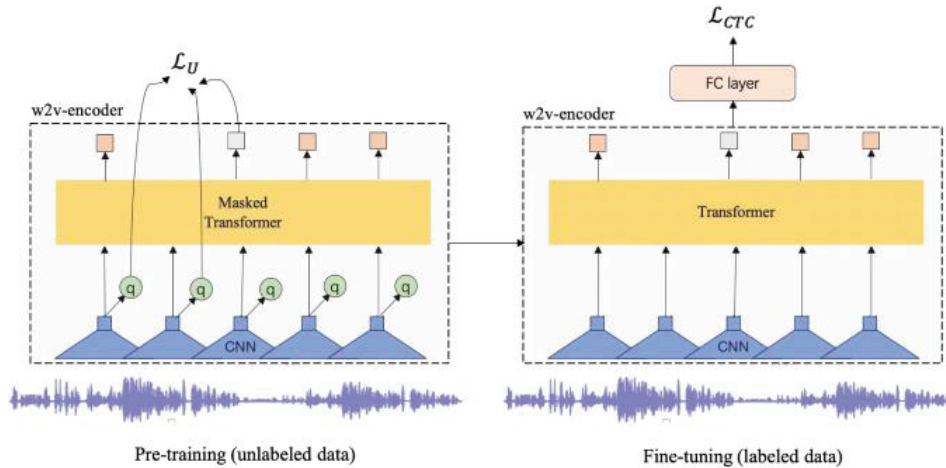 ℒ_U
w2v-encoder
Masked
Transformer
q q q q q
CNN
Pre-training (unlabeled data)
ℒ_CTC
FC layer
w2v-encoder
Transformer
CNN
Fine-tuning (labeled data)